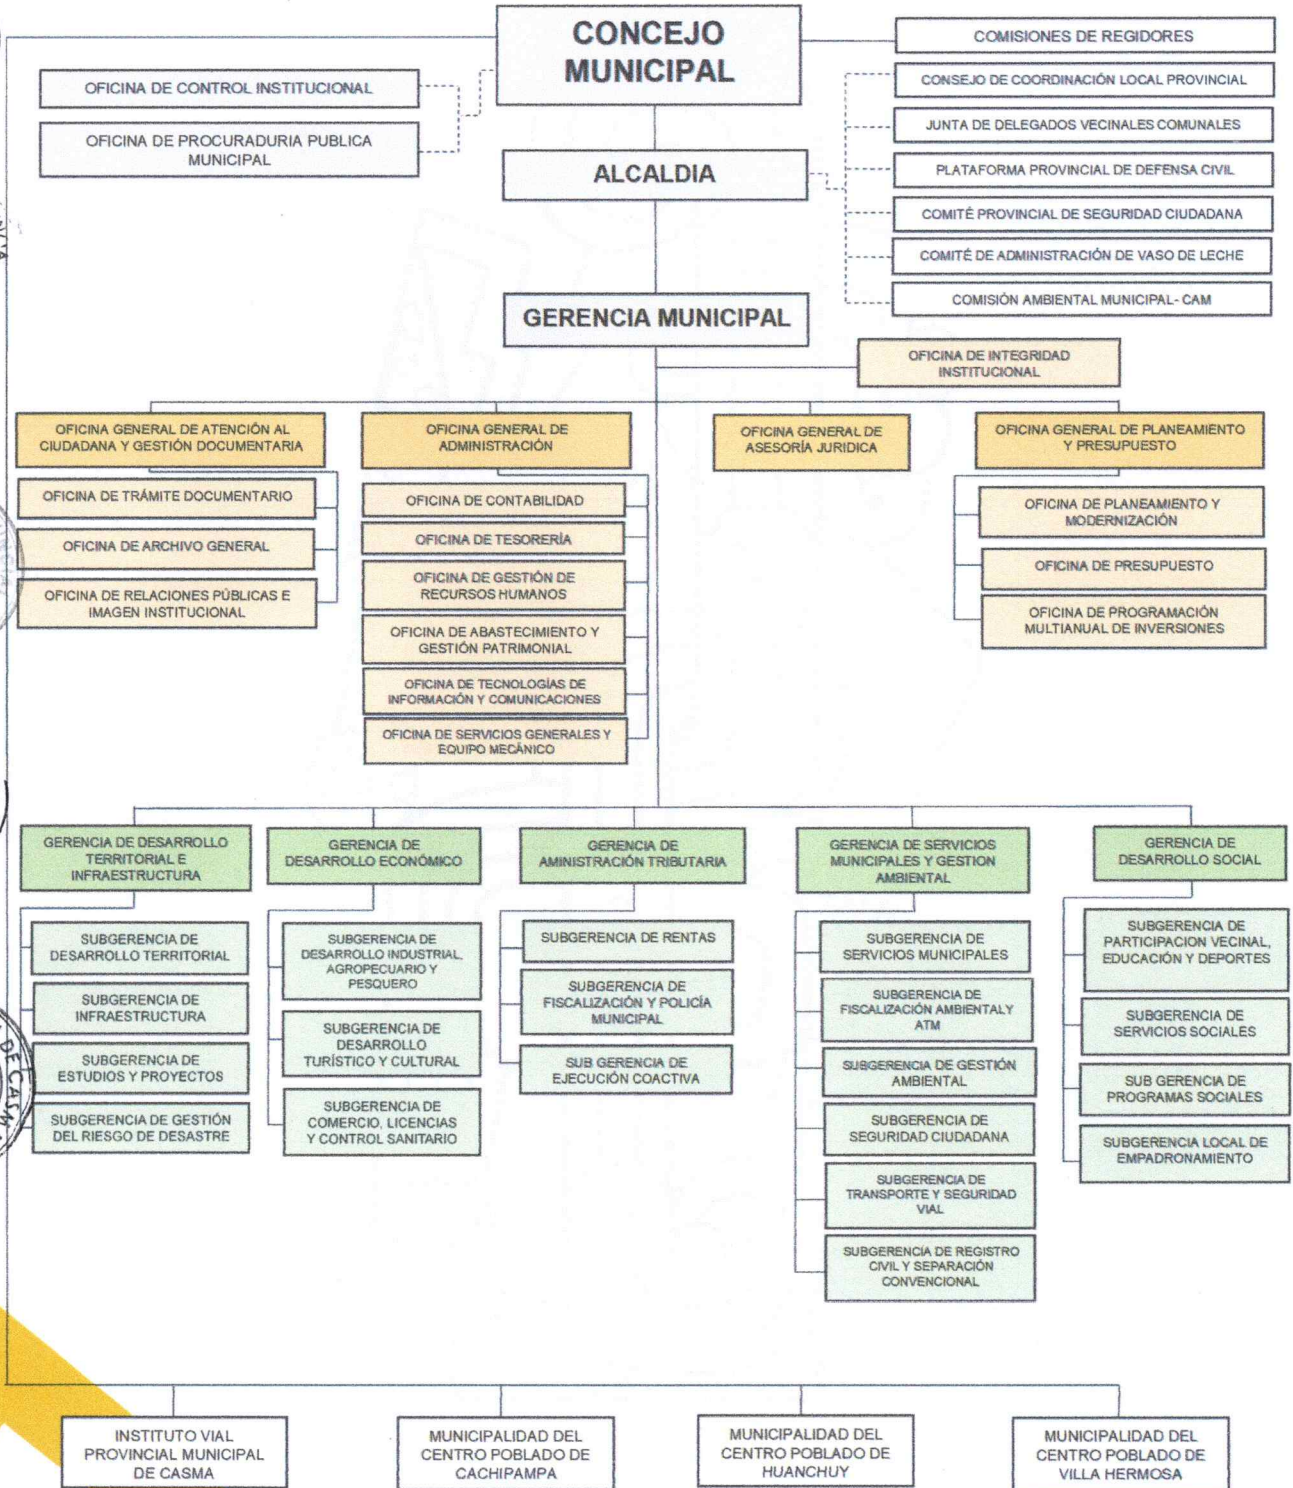 CONCEJO
MUNICIPAL
COMISIONES DE REGIDORES
OFICINA DE CONTROL INSTITUCIONAL
OFICINA DE PROCURADURIA PUBLICA
MUNICIPAL
CONSEJO DE COORDINACIÓN LOCAL PROVINCIAL
JUNTA DE DELEGADOS VECINALES COMUNALES
PLATAFORMA PROVINCIAL DE DEFENSA CIVIL
COMITÉ PROVINCIAL DE SEGURIDAD CIUDADANA
COMITÉ DE ADMINISTRACIÓN DE VASO DE LECHE
COMISIÓN AMBIENTAL MUNICIPAL- CAM
ALCALDIA
GERENCIA MUNICIPAL
OFICINA DE INTEGRIDAD
INSTITUCIONAL
OFICINA GENERAL DE ATENCIÓN AL
CIUDADANA Y GESTIÓN DOCUMENTARIA
OFICINA DE TRÁMITE DOCUMENTARIO
OFICINA DE ARCHIVO GENERAL
OFICINA DE RELACIONES PÚBLICAS E
IMAGEN INSTITUCIONAL
OFICINA GENERAL DE
ADMINISTRACIÓN
OFICINA DE CONTABILIDAD
OFICINA DE TESORERÍA
OFICINA DE GESTIÓN DE
RECURSOS HUMANOS
OFICINA DE ABASTECIMIENTO Y
GESTIÓN PATRIMONIAL
OFICINA DE TECNOLOGÍAS DE
INFORMACIÓN Y COMUNICACIONES
OFICINA DE SERVICIOS GENERALES Y
EQUIPO MECÁNICO
OFICINA GENERAL DE
ASESORÍA JURIDICA
OFICINA GENERAL DE PLANEAMIENTO
Y PRESUPUESTO
OFICINA DE PLANEAMIENTO Y
MODERNIZACIÓN
OFICINA DE PRESUPUESTO
OFICINA DE PROGRAMACIÓN
MULTIANUAL DE INVERSIONES
GERENCIA DE DESARROLLO
TERRITORIAL E
INFRAESTRUCTURA
SUBGERENCIA DE
DESARROLLO TERRITORIAL
SUBGERENCIA DE
INFRAESTRUCTURA
SUBGERENCIA DE
ESTUDIOS Y PROYECTOS
SUBGERENCIA DE GESTIÓN
DEL RIESGO DE DESASTRE
GERENCIA DE
DESARROLLO ECONÓMICO
SUBGERENCIA DE
DESARROLLO INDUSTRIAL,
AGROPECUARIO Y
PESQUERO
SUBGERENCIA DE
DESARROLLO
TURÍSTICO Y CULTURAL
SUBGERENCIA DE
COMERCIO, LICENCIAS
Y CONTROL SANITARIO
GERENCIA DE
AMINISTRACIÓN TRIBUTARIA
SUBGERENCIA DE RENTAS
SUBGERENCIA DE
FISCALIZACIÓN Y POLICÍA
MUNICIPAL
SUB GERENCIA DE
EJECUCIÓN COACTIVA
GERENCIA DE SERVICIOS
MUNICIPALES Y GESTION
AMBIENTAL
SUBGERENCIA DE
SERVICIOS MUNICIPALES
SUBGERENCIA DE
FISCALIZACIÓN AMBIENTALY
ATM
SUBGERENCIA DE GESTIÓN
AMBIENTAL
SUBGERENCIA DE
SEGURIDAD CIUDADANA
SUBGERENCIA DE
TRANSPORTE Y SEGURIDAD
VIAL
SUBGERENCIA DE REGISTRO
CIVIL Y SEPARACIÓN
CONVENCIONAL
GERENCIA DE
DESARROLLO SOCIAL
SUBGERENCIA DE
PARTICIPACION VECINAL,
EDUCACIÓN Y DEPORTES
SUBGERENCIA DE
SERVICIOS SOCIALES
SUB GERENCIA DE
PROGRAMAS SOCIALES
SUBGERENCIA LOCAL DE
EMPADRONAMIENTO
DE CASM
INSTITUTO VIAL
PROVINCIAL MUNICIPAL
DE CASMA
MUNICIPALIDAD DEL
CENTRO POBLADO DE
CACHIPAMPA
MUNICIPALIDAD DEL
CENTRO POBLADO DE
HUANCHUY
MUNICIPALIDAD DEL
CENTRO POBLADO DE
VILLA HERMOSA